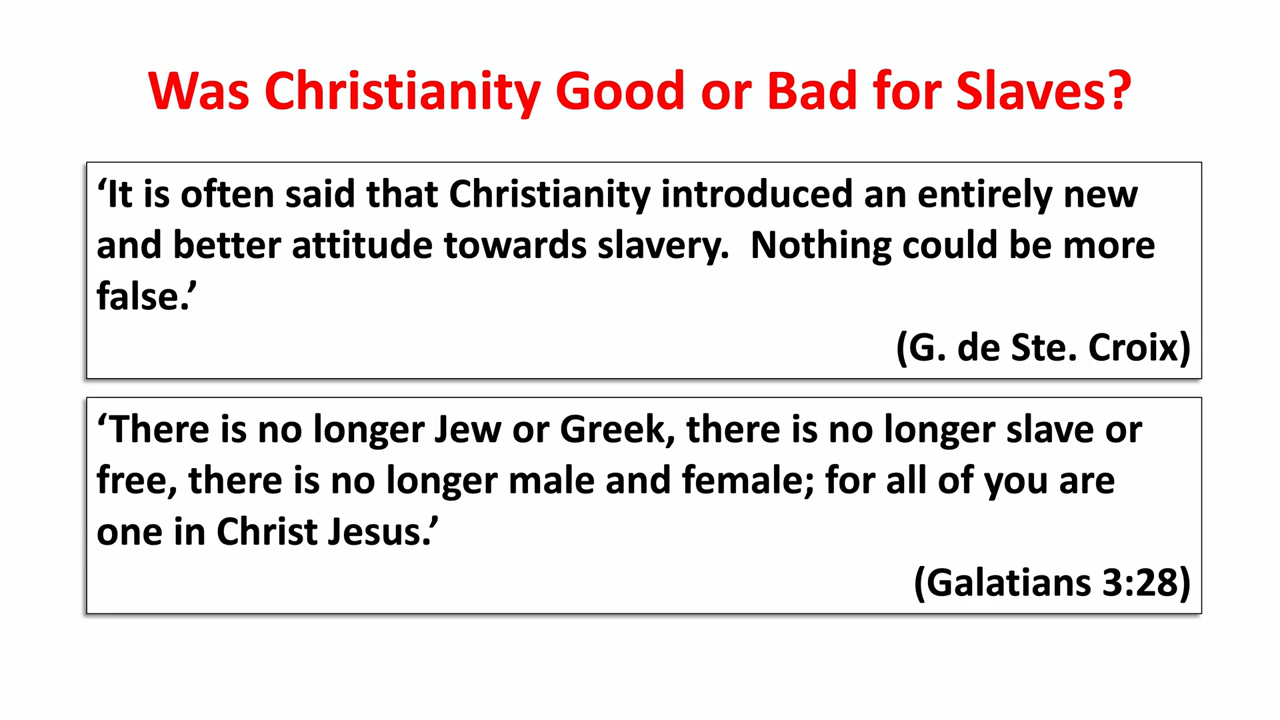 Was Christianity Good or Bad for Slaves?
‘It is often said that Christianity introduced an entirely new
and better attitude towards slavery.  Nothing could be more
false.’
(G. de Ste. Croix)
‘There is no longer Jew or Greek, there is no longer slave or
free, there is no longer male and female; for all of you are
one in Christ Jesus.’
(Galatians 3:28)